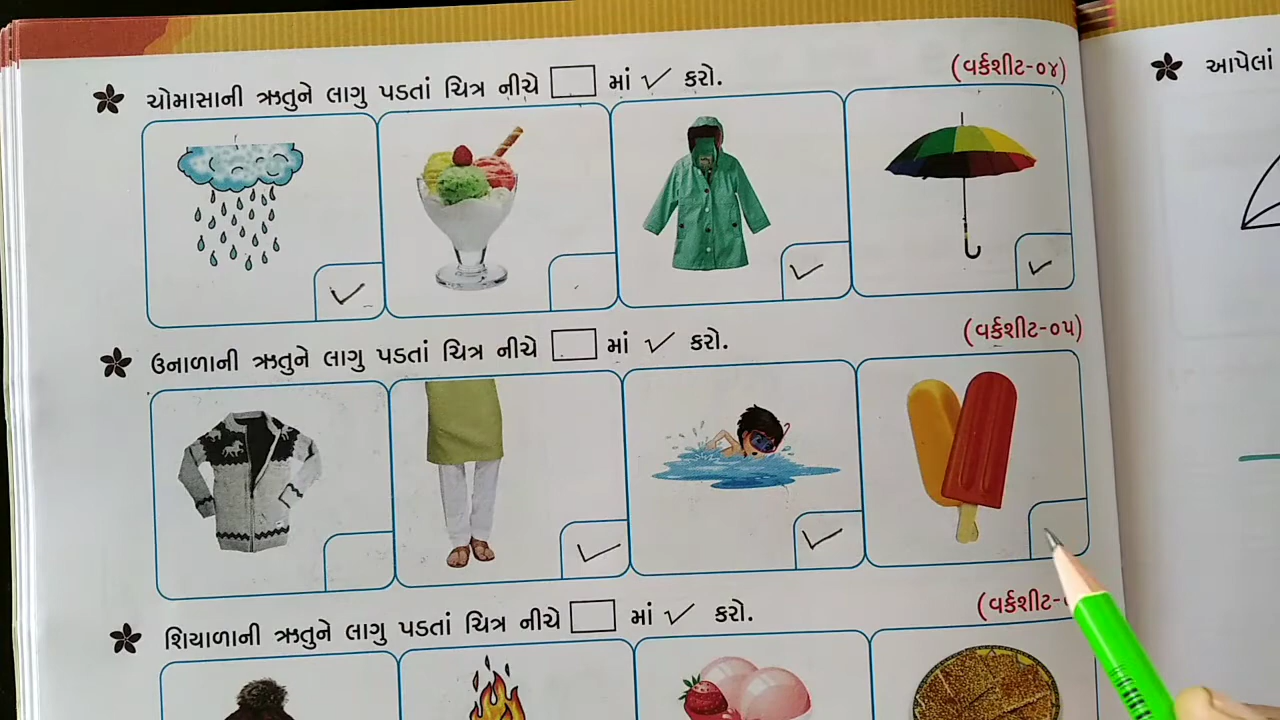 ચોમાસાની ઋતુને લાગુ પડતાં ચિત્ર નીચે માં ✓ કરો.
(વર્કશીટ-૦૪)
ઉનાળાની ઋતુને લાગુ પડતાં ચિત્ર નીચે માં ✓ કરો.
(વર્કશીટ-૦૫)
શિયાળાની ઋતુને લાગુ પડતાં ચિત્ર નીચે માં ✓ કરો.
(વર્કશીટ-૦
આપેલાં